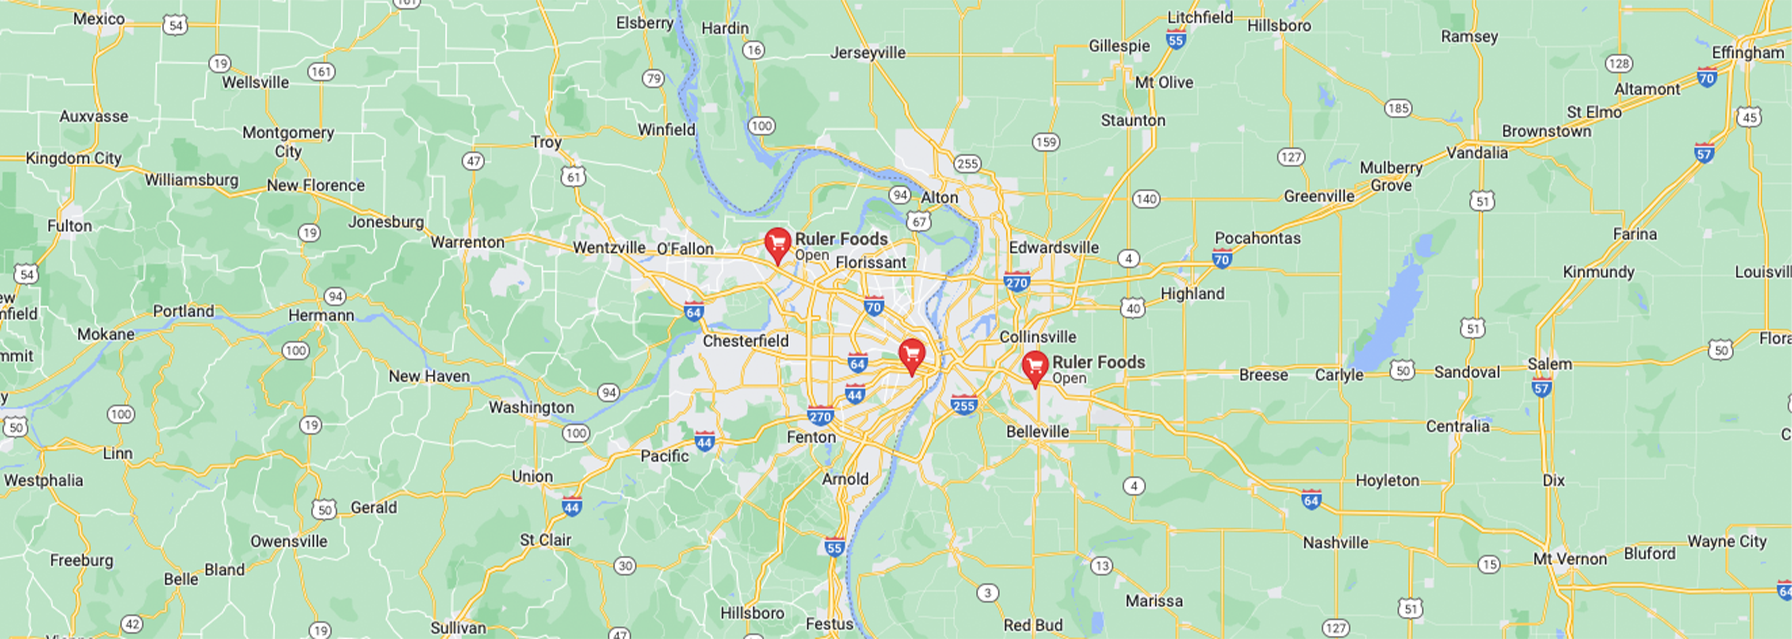 Mexico
54
Elsberry
Hardin
Litchfield
Hillsboro
Ramsey
161
16
Jerseyville
Gillespie
55
Effingham
19
161
Wellsville
79
Mt Olive
128
70
Altamont
Auxvasse
Montgomery
City
Winfield
100
Staunton
185
St Elmo
45
Brownstown
Troy
159
127
Vandalia
57
Kingdom City
47
255
Mulberry
Grove
Williamsburg
New Florence
61
94
Alton
140
Greenville
51
Fulton
Jonesburg
67
19
Warrenton
Wentzville
O'Fallon
Ruler Foods
Open
Florissant
Edwardsville
4
Pocahontas
70
Farina
54
Kinmundy
Louisvil
270
94
Hermann
Portland
64
70
Highland
40
ew
nfield
Mokane
Chesterfield
Collinsville
51
Flora
mmit
100
64
Ruler Foods
Open
Breese
Carlyle
50
Sandoval
Salem
50
New Haven
94
44
57
Washington
270
255
y
50
100
19
100
Fenton
Belleville
Centralia
C
Linn
44
Pacific
Westphalia
Union
Arnold
4
Hoyleton
Dix
50
Gerald
44
64
Owensville
St Clair
55
Nashville
Wayne City
Freeburg
Bland
Belle
30
13
15
Mt Vernon
Bluford
3
64
Marissa
51
42
19
Sullivan
47
Hillsboro
Festus
Red Bud
127